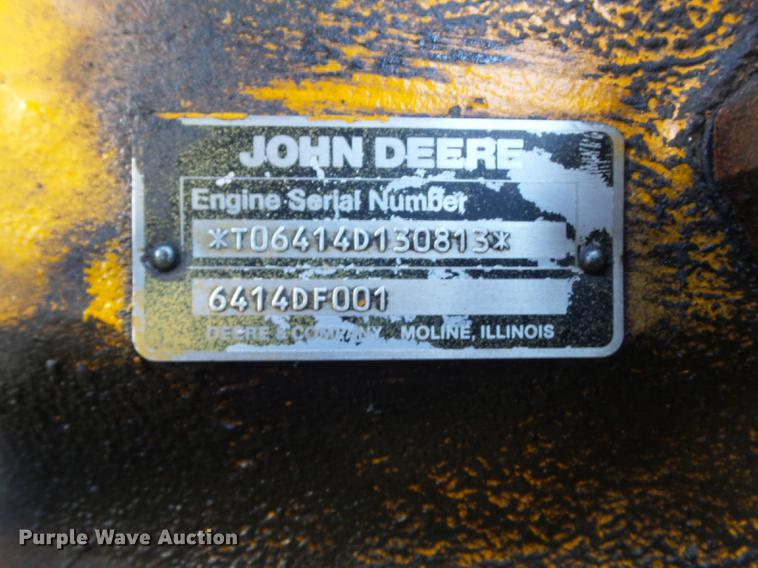 JOHN DEERE
Engine Serial Number
*T06414D130813*
6414DF001
DEERE & COMPANY MOLINE, ILLINOIS
Purple Wave Auction